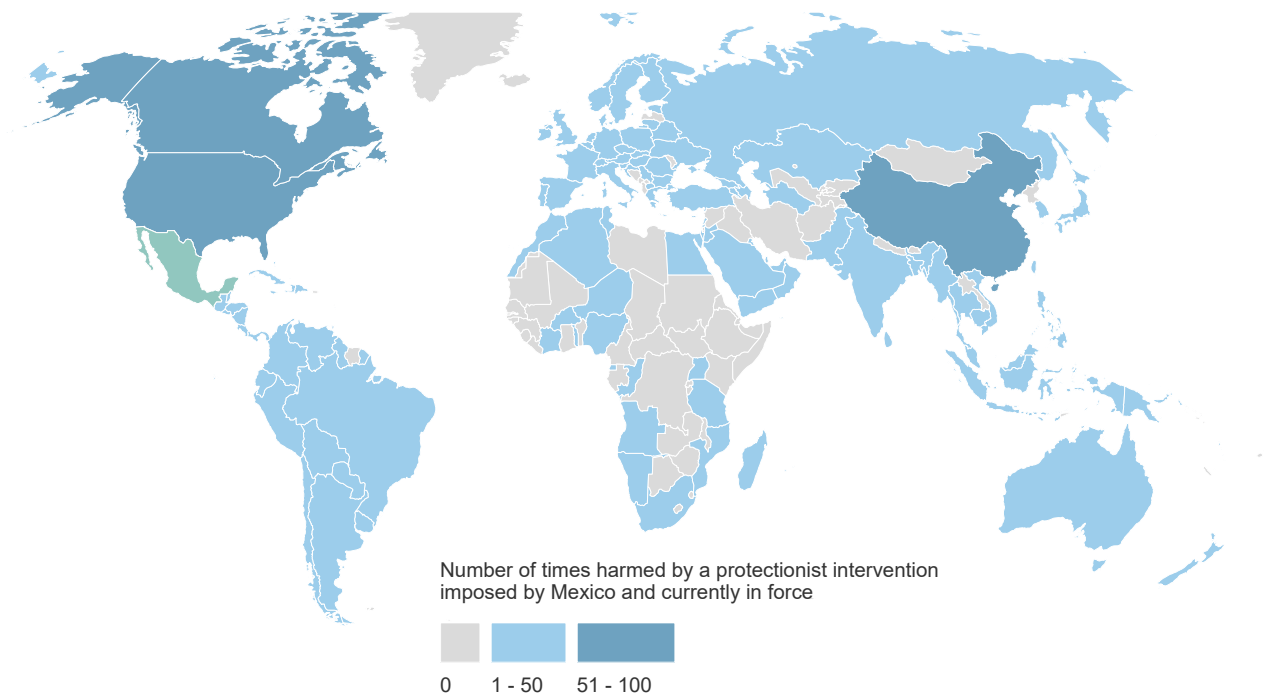 Number of times harmed by a protectionist intervention
imposed by Mexico and currently in force
0 1 - 50 51 - 100